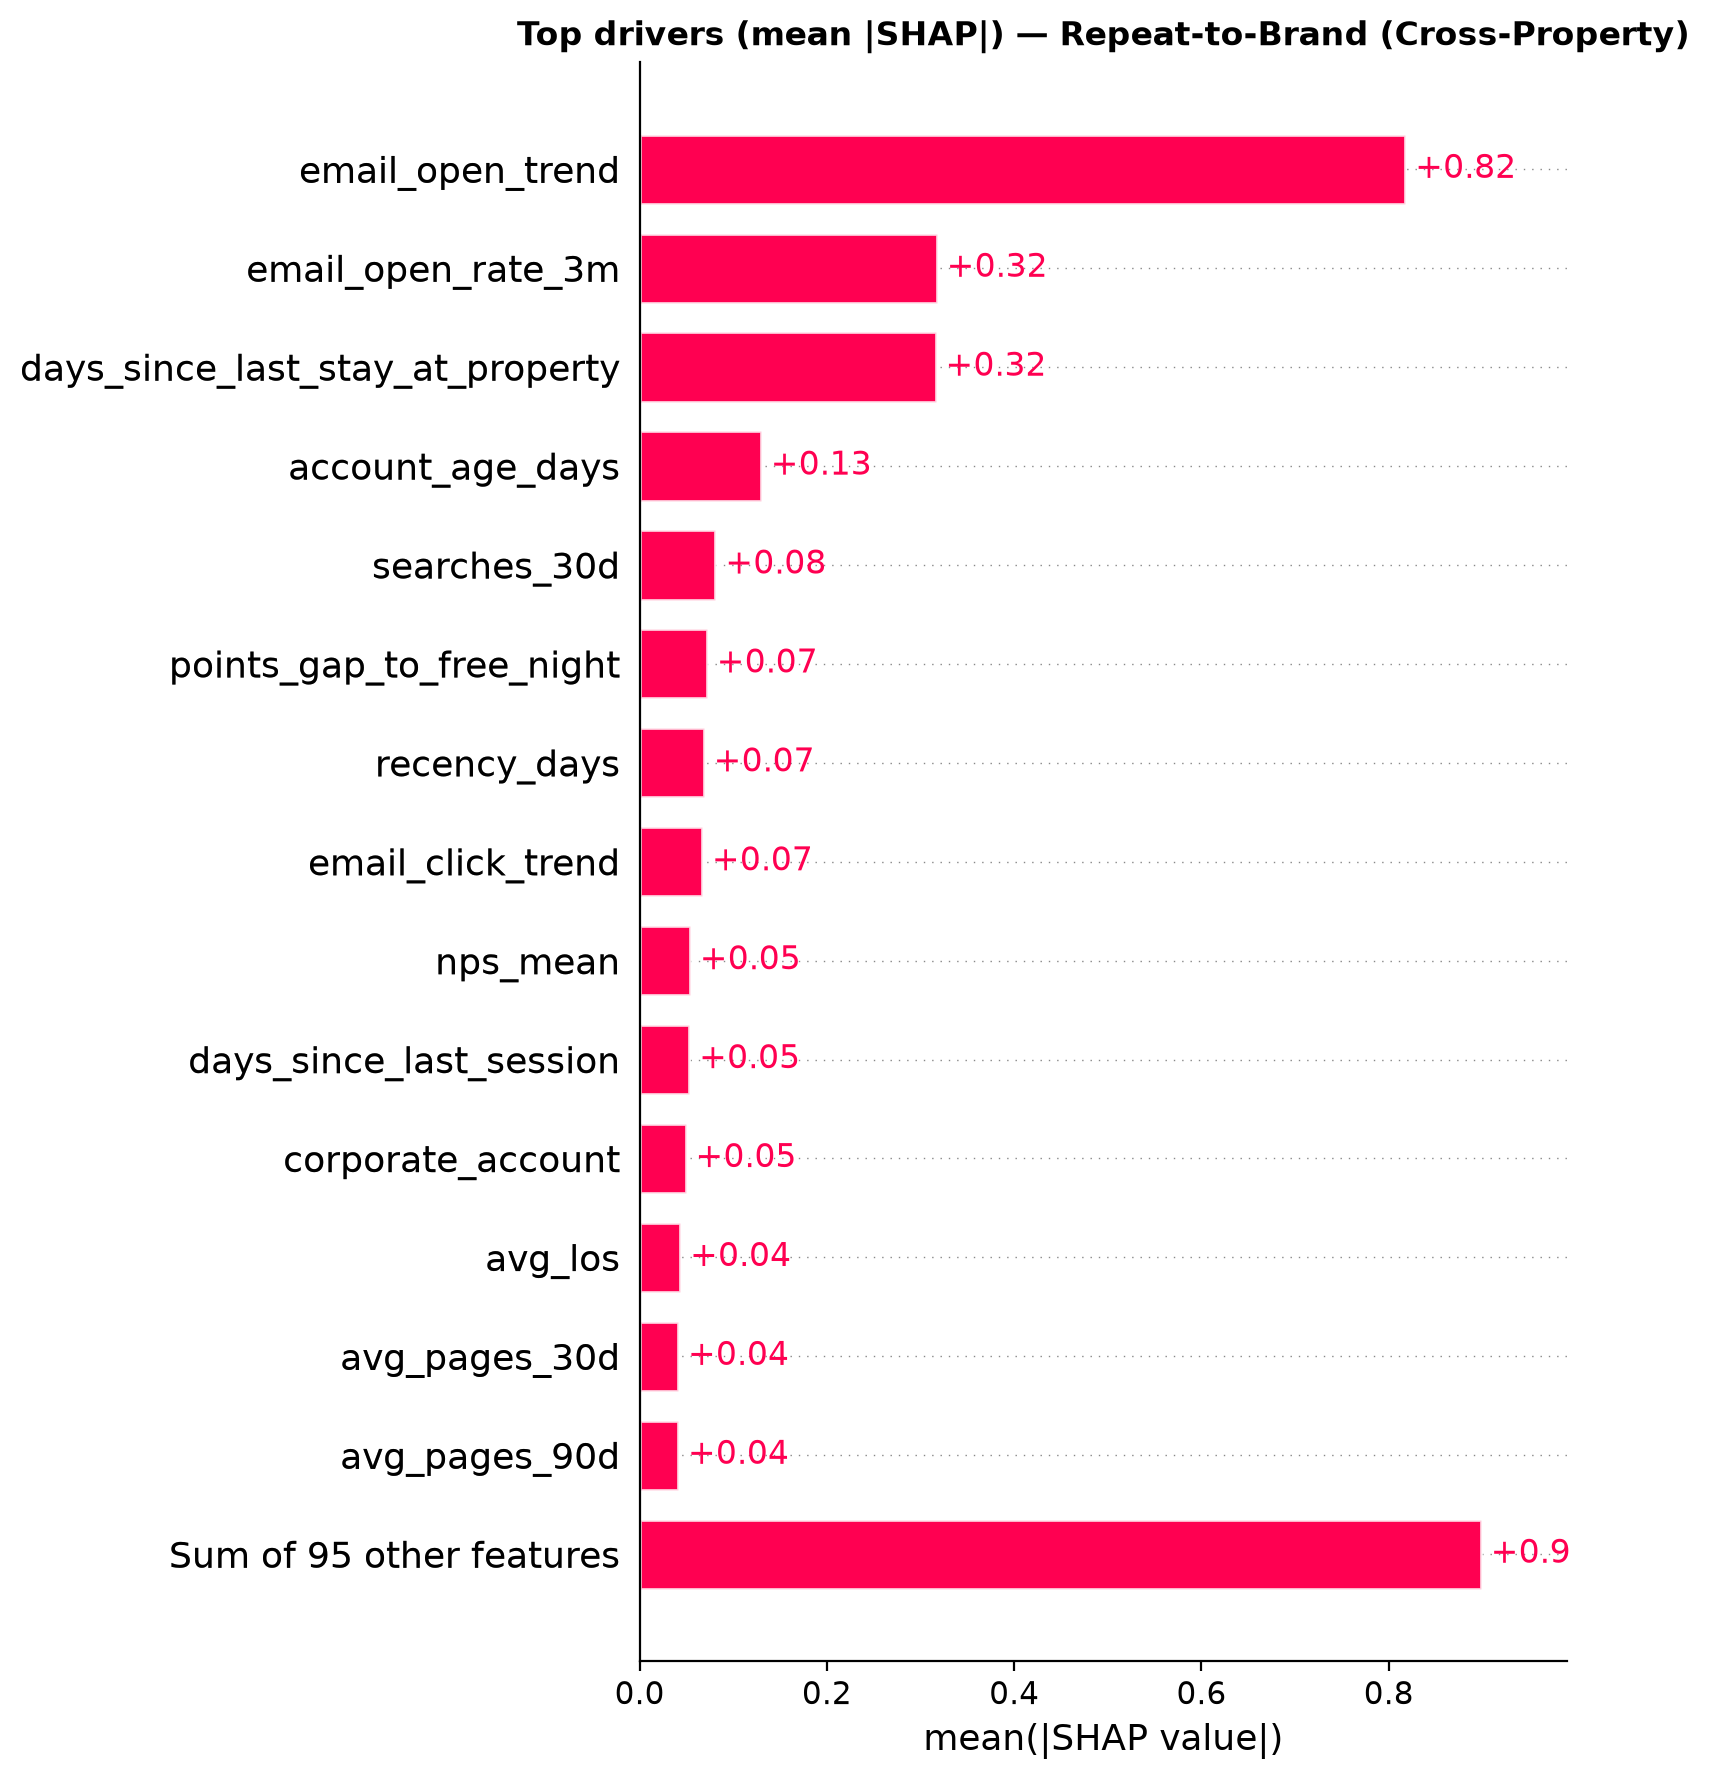 Top drivers (mean |SHAP|) — Repeat-to-Brand (Cross-Property)
email_open_trend +0.82
email_open_rate_3m +0.32
days_since_last_stay_at_property +0.32
account_age_days +0.13
searches_30d +0.08
points_gap_to_free_night +0.07
recency_days +0.07
email_click_trend +0.07
nps_mean +0.05
days_since_last_session +0.05
corporate_account +0.05
avg_los +0.04
avg_pages_30d +0.04
avg_pages_90d +0.04
Sum of 95 other features +0.9
0.0 0.2 0.4 0.6 0.8
mean(|SHAP value|)